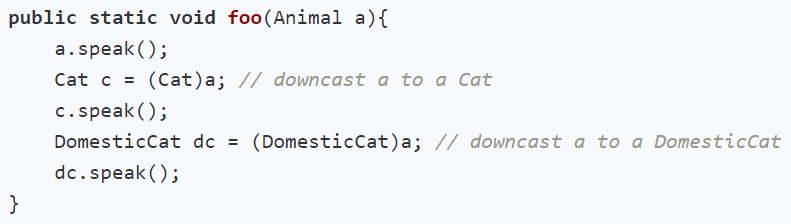 public static void foo(Animal a){
    a.speak();
    Cat c = (Cat)a; // downcast a to a Cat
    c.speak();
    DomesticCat dc = (DomesticCat)a; // downcast a to a DomesticCat
    dc.speak();
}